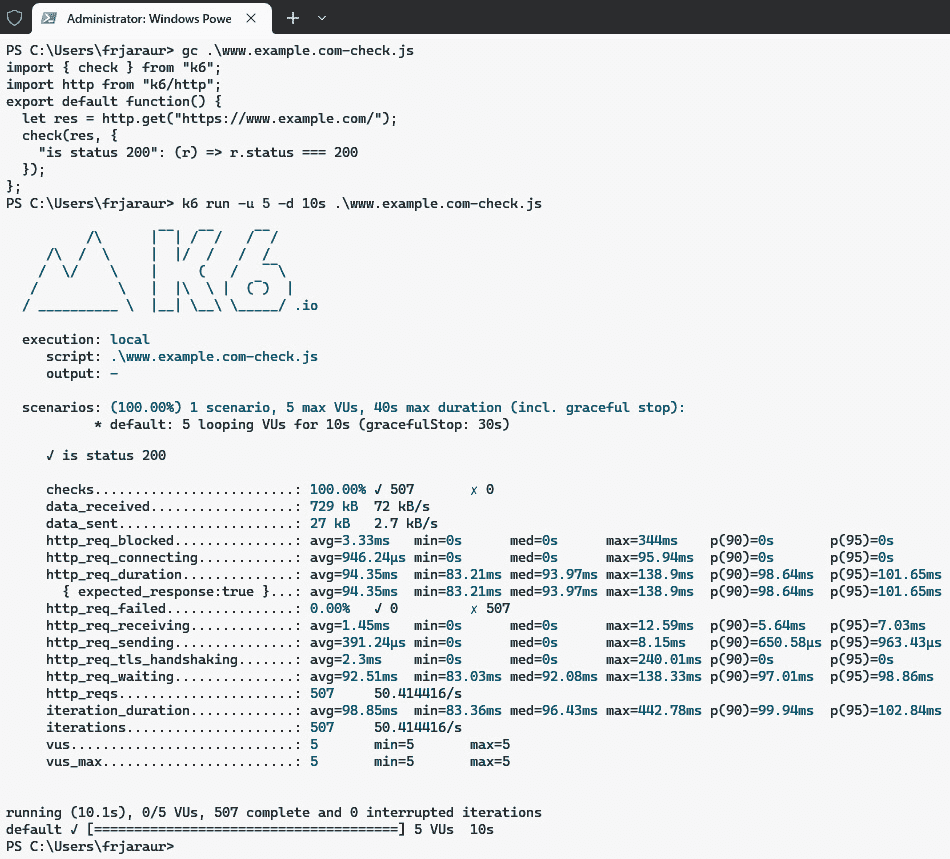 Administrator: Windows Powe
PS C:\Users\frjaraur> gc .\www.example.com-check.js
import { check } from "k6";
import http from "k6/http";
export default function() {
  let res = http.get("https://www.example.com/");
  check(res, {
    "is status 200": (r) => r.status === 200
  });
};
PS C:\Users\frjaraur> k6 run -u 5 -d 10s .\www.example.com-check.js
          /\      |‾‾| /‾‾/   /‾‾/
     /\  /  \     |  |/  /   /  /
    /  \/    \    |     (   /   ‾‾\
   /          \   |  |\  \ |  (‾)  |
  / __________ \  |__| \__\ \_____/ .io
  execution: local
     script: .\www.example.com-check.js
     output: -
  scenarios: (100.00%) 1 scenario, 5 max VUs, 40s max duration (incl. graceful stop):
           * default: 5 looping VUs for 10s (gracefulStop: 30s)
     ✓ is status 200
     checks.........................: 100.00% ✓ 507       ✗ 0
     data_received..................: 729 kB  72 kB/s
     data_sent......................: 27 kB   2.7 kB/s
     http_req_blocked...............: avg=3.33ms   min=0s      med=0s      max=344ms    p(90)=0s       p(95)=0s
     http_req_connecting............: avg=946.24µs min=0s      med=0s      max=95.94ms  p(90)=0s       p(95)=0s
     http_req_duration..............: avg=94.35ms  min=83.21ms med=93.97ms max=138.9ms  p(90)=98.64ms  p(95)=101.65ms
       { expected_response:true }...: avg=94.35ms  min=83.21ms med=93.97ms max=138.9ms  p(90)=98.64ms  p(95)=101.65ms
     http_req_failed................: 0.00%   ✓ 0         ✗ 507
     http_req_receiving.............: avg=1.45ms   min=0s      med=0s      max=12.59ms  p(90)=5.64ms   p(95)=7.03ms
     http_req_sending...............: avg=391.24µs min=0s      med=0s      max=8.15ms   p(90)=650.58µs p(95)=963.43µs
     http_req_tls_handshaking.......: avg=2.3ms    min=0s      med=0s      max=240.01ms p(90)=0s       p(95)=0s
     http_req_waiting...............: avg=92.51ms  min=83.03ms med=92.08ms max=138.33ms p(90)=97.01ms  p(95)=98.86ms
     http_reqs......................: 507     50.414416/s
     iteration_duration.............: avg=98.85ms  min=83.36ms med=96.43ms max=442.78ms p(90)=99.94ms  p(95)=102.84ms
     iterations.....................: 507     50.414416/s
     vus............................: 5       min=5       max=5
     vus_max........................: 5       min=5       max=5
running (10.1s), 0/5 VUs, 507 complete and 0 interrupted iterations
default ✓ [======================================] 5 VUs  10s
PS C:\Users\frjaraur>